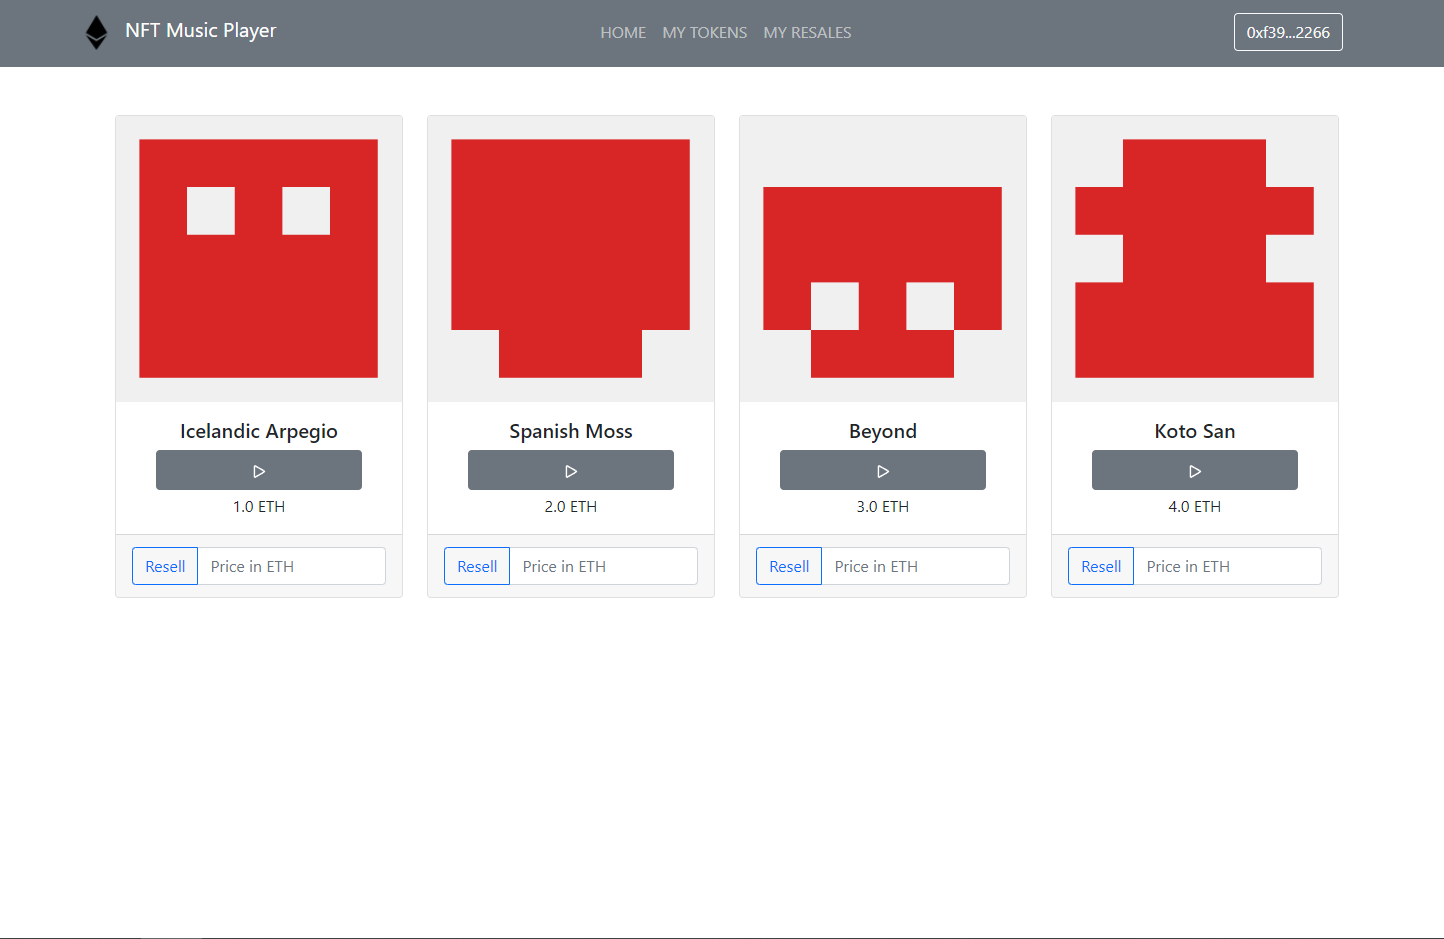 NFT Music Player
HOME MY TOKENS MY RESALES
0xf39...2266
Icelandic Arpegio
1.0 ETH
Resell Price in ETH
Spanish Moss
2.0 ETH
Resell Price in ETH
Beyond
3.0 ETH
Resell Price in ETH
Koto San
4.0 ETH
Resell Price in ETH